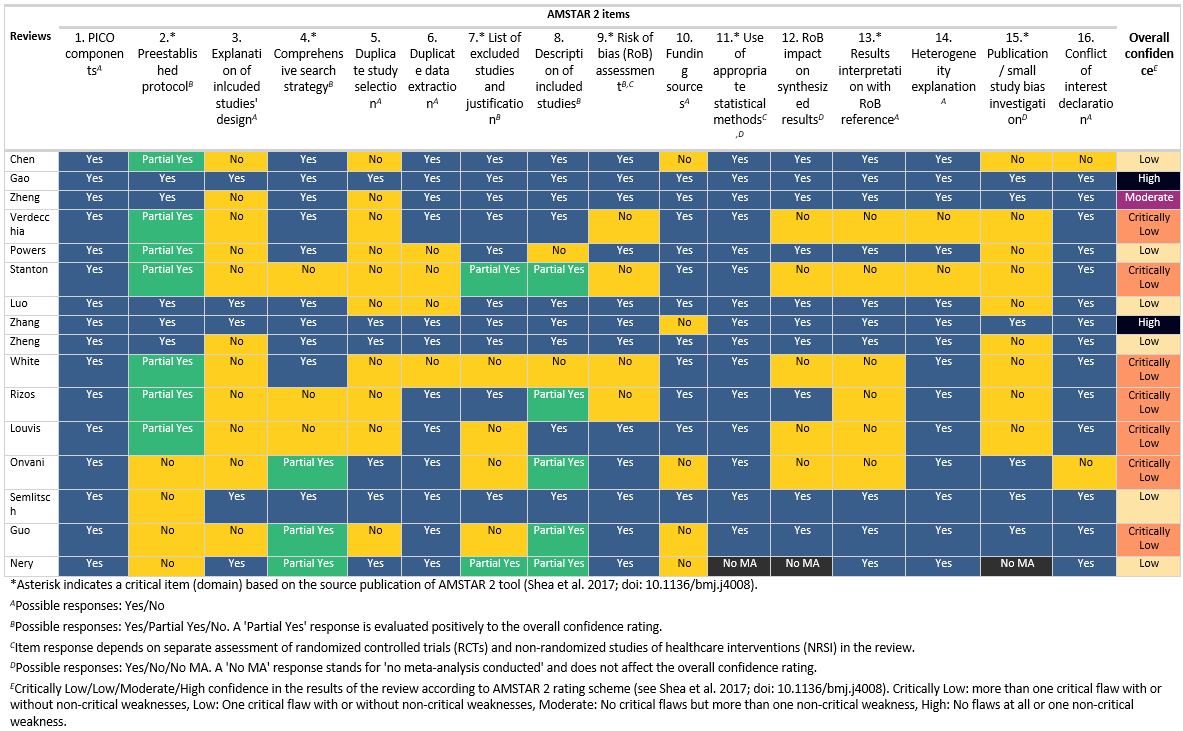 AMSTAR 2 items
Reviews 1. PICO componentsA 2.* Preestablished protocolB 3. Explanation of inlcuded studies' designA 4.* Comprehensive search strategyB 5. Duplicate study selectionA 6. Duplicate data extractionA 7.* List of excluded studies and justificationB 8. Description of included studiesB 9.* Risk of bias (RoB) assessmentB,C 10. Funding sourcesA 11.* Use of appropriate statistical methodsC,D 12. RoB impact on synthesized resultsD 13.* Results interpretation with RoB referenceA 14. Heterogeneity explanationA 15.* Publication / small study bias investigationD 16. Conflict of interest declarationA Overall confidenceE
Chen Yes Partial Yes No Yes No Yes Yes Yes Yes No Yes Yes Yes Yes No No Low
Gao Yes Yes Yes Yes Yes Yes Yes Yes Yes Yes Yes Yes Yes Yes Yes Yes High
Zheng Yes Yes No Yes No Yes Yes Yes Yes Yes Yes Yes Yes Yes Yes Yes Moderate
Verdecchia Yes Partial Yes No Yes No Yes Yes Yes No Yes Yes No No No No Yes Critically Low
Powers Yes Partial Yes No Yes No No Yes No Yes Yes Yes Yes Yes Yes No Yes Low
Stanton Yes Partial Yes No No No No Partial Yes Partial Yes No Yes Yes No No No No Yes Critically Low
Luo Yes Yes Yes Yes No No Yes Yes Yes Yes Yes Yes Yes Yes No Yes Low
Zhang Yes Yes Yes Yes Yes Yes Yes Yes Yes No Yes Yes Yes Yes Yes Yes High
Zheng Yes Yes No Yes Yes Yes Yes Yes Yes Yes Yes Yes Yes Yes No Yes Low
White Yes Partial Yes No Yes No No No No No Yes Yes No No Yes No Yes Critically Low
Rizos Yes Partial Yes No No No Yes Yes Partial Yes No Yes Yes Yes No Yes No Yes Critically Low
Louvis Yes Partial Yes No No No Yes No Yes Yes Yes Yes No No Yes No Yes Critically Low
Onvani Yes No No Partial Yes Yes Yes No Partial Yes Yes No Yes No No Yes Yes No Critically Low
Semlitsch Yes No Yes Yes Yes Yes Yes Yes Yes Yes Yes Yes Yes Yes Yes Yes Low
Guo Yes No No Partial Yes No Yes No Partial Yes Yes No Yes Yes Yes Yes Yes Yes Critically Low
Nery Yes No Yes Partial Yes Yes Yes Partial Yes Partial Yes Yes No No MA No MA Yes Yes No MA Yes Low
*Asterisk indicates a critical item (domain) based on the source publication of AMSTAR 2 tool (Shea et al. 2017; doi: 10.1136/bmj.j4008).
APossible responses: Yes/No
BPossible responses: Yes/Partial Yes/No. A 'Partial Yes' response is evaluated positively to the overall confidence rating.
CItem response depends on separate assessment of randomized controlled trials (RCTs) and non-randomized studies of healthcare interventions (NRSI) in the review.
DPossible responses: Yes/No/No MA. A 'No MA' response stands for 'no meta-analysis conducted' and does not affect the overall confidence rating.
ECritically Low/Low/Moderate/High confidence in the results of the review according to AMSTAR 2 rating scheme (see Shea et al. 2017; doi: 10.1136/bmj.j4008). Critically Low: more than one critical flaw with or
without non-critical weaknesses, Low: One critical flaw with or without non-critical weaknesses, Moderate: No critical flaws but more than one non-critical weakness, High: No flaws at all or one non-critical
weakness.